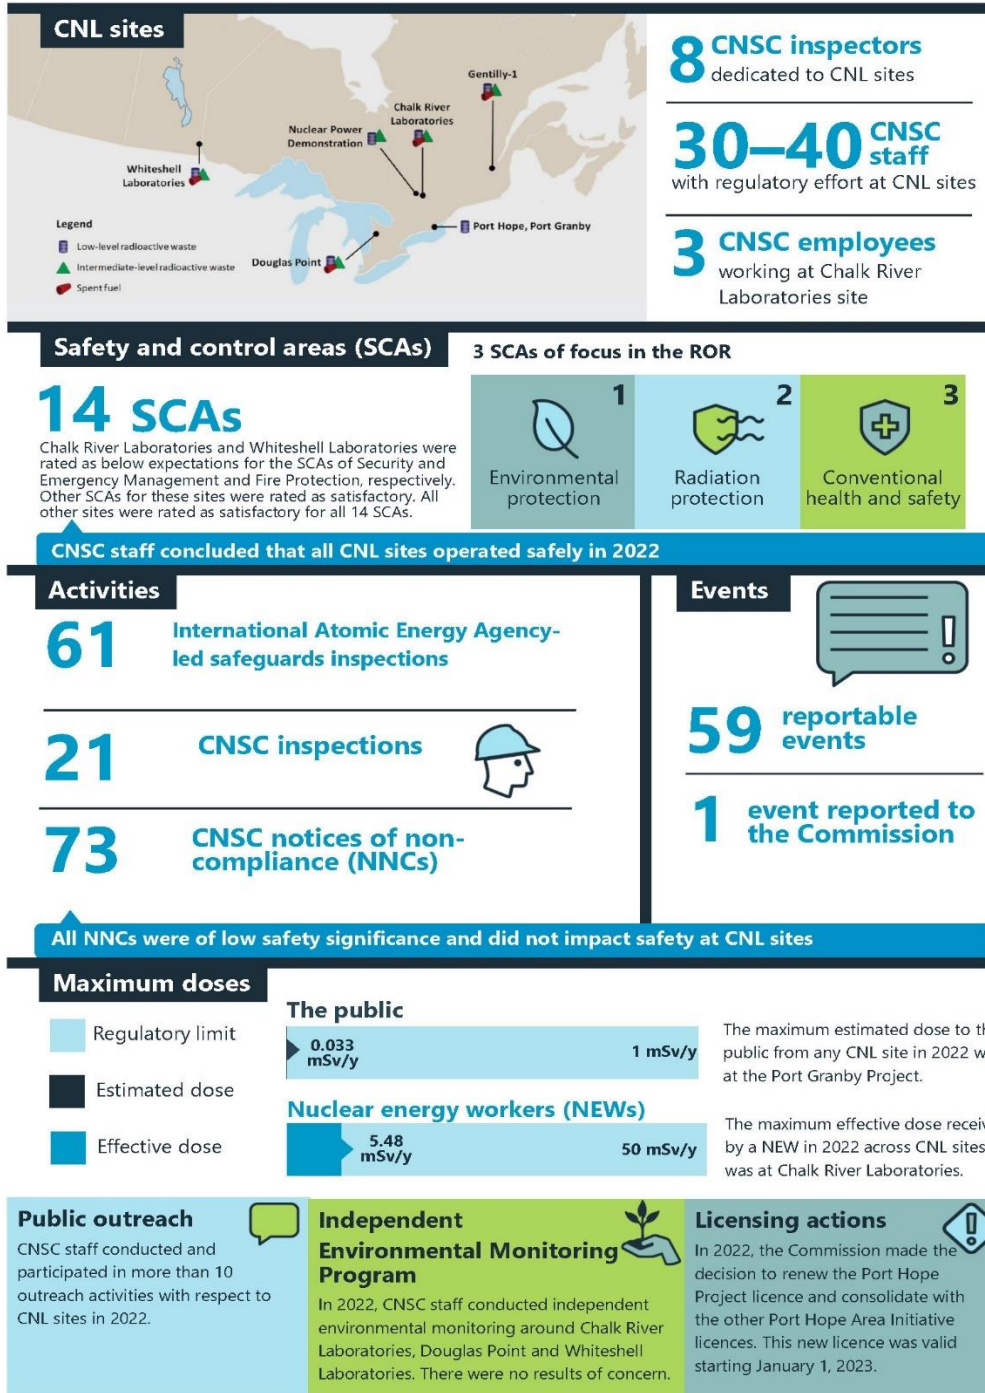 CNL sites
Gentilly-1
Chalk River
Laboratories
Nuclear Power
Demonstration
Whiteshell
Laboratories
Port Hope, Port Granby
Douglas Point
Legend
Low-level radioactive waste
Intermediate-level radioactive waste
Spent fuel
8 CNSC inspectors
dedicated to CNL sites
30–40 CNSC
staff
with regulatory effort at CNL sites
3 CNSC employees
working at Chalk River
Laboratories site
Safety and control areas (SCAs)
14 SCAs
Chalk River Laboratories and Whiteshell Laboratories were
rated as below expectations for the SCAs of Security and
Emergency Management and Fire Protection, respectively.
Other SCAs for these sites were rated as satisfactory. All
other sites were rated as satisfactory for all 14 SCAs.
3 SCAs of focus in the ROR
1
Environmental
protection
2
Radiation
protection
3
Conventional
health and safety
CNSC staff concluded that all CNL sites operated safely in 2022
Activities
61 International Atomic Energy Agency-
led safeguards inspections
21 CNSC inspections
73 CNSC notices of non-
compliance (NNCs)
Events
59 reportable
events
1 event reported to
the Commission
All NNCs were of low safety significance and did not impact safety at CNL sites
Maximum doses
Regulatory limit
Estimated dose
Effective dose
The public
0.033
mSv/y
1 mSv/y
Nuclear energy workers (NEWs)
5.48
mSv/y
50 mSv/y
The maximum estimated dose to
public from any CNL site in 2022
at the Port Granby Project.
The maximum effective dose
by a NEW in 2022 across CNL sites
was at Chalk River Laboratories.
Public outreach
CNSC staff conducted and
participated in more than 10
outreach activities with respect to
CNL sites in 2022.
Independent
Environmental Monitoring
Program
In 2022, CNSC staff conducted independent
environmental monitoring around Chalk River
Laboratories, Douglas Point and Whiteshell
Laboratories. There were no results of concern.
Licensing actions
In 2022, the Commission made the
decision to renew the Port Hope
Project licence and consolidate with
the other Port Hope Area Initiative
licences. This new licence was valid
starting January 1, 2023.